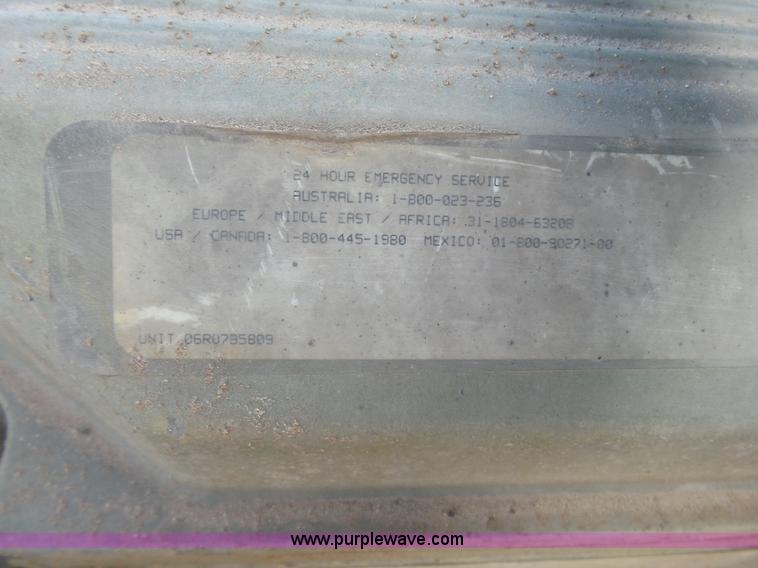 24 HOUR EMERGENCY SERVICE
AUSTRALIA: 1-800-023-236
EUROPE / MIDDLE EAST / AFRICA: 31-1804-63208
USA / CANADA: 1-800-445-1980 MEXICO: 01-800-90271-00
UNIT 06R0795809
www.purplewave.com